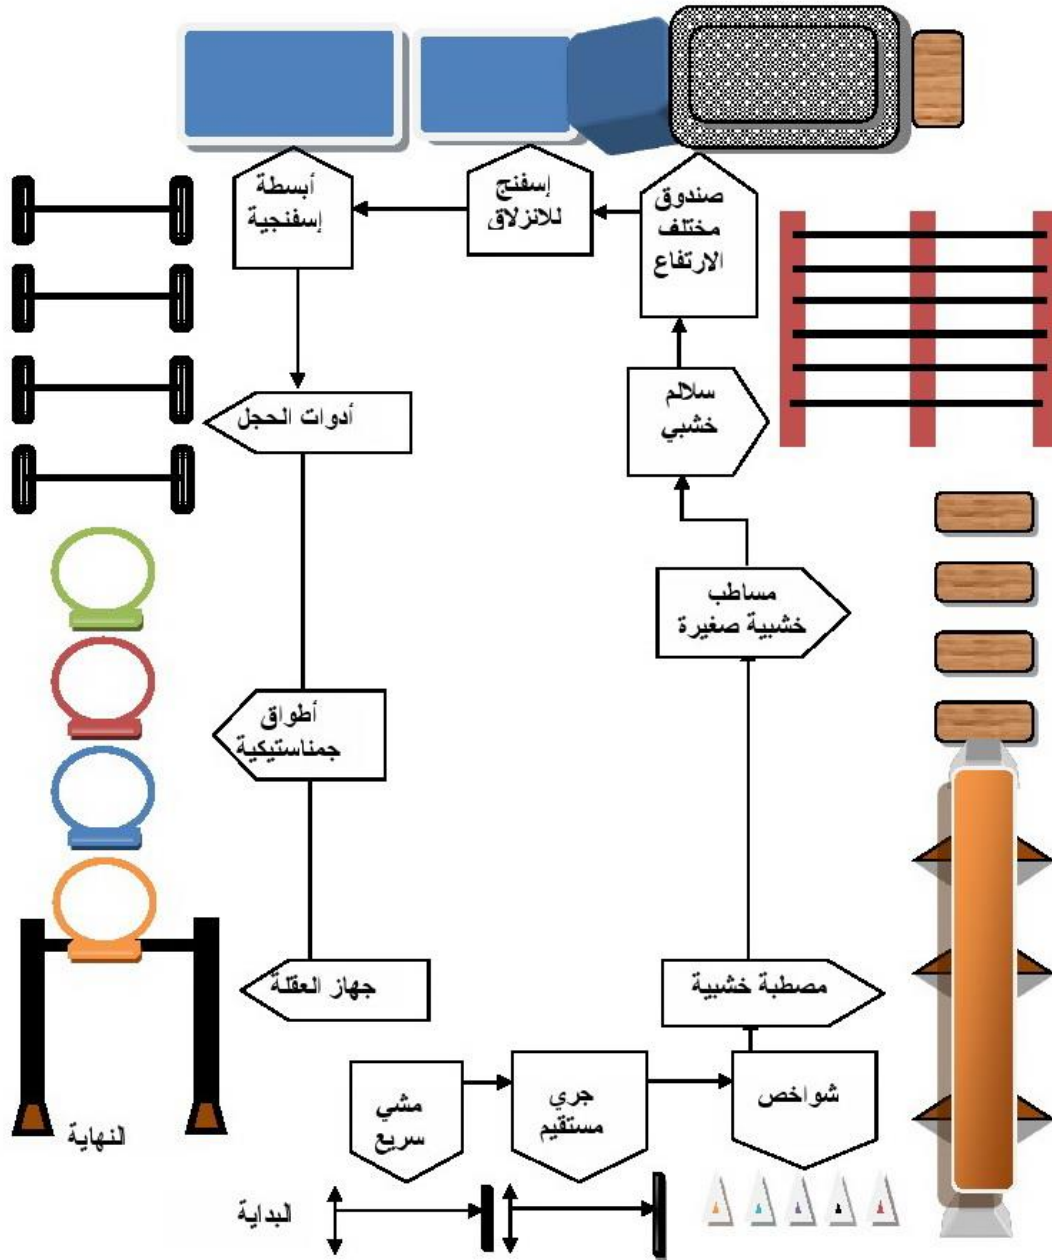 أبسطة
إسفنجية
إسفنج
للانزلاق
صندوق
مختلف
الارتفاع
أدوات الحجل
سلالم
خشبي
مساطب
خشبية صغيرة
أطواق
جمناستيكية
جهاز العقلة
مصطبة خشبية
مشي
سريع
جري
مستقيم
شواخص
النهاية
البداية